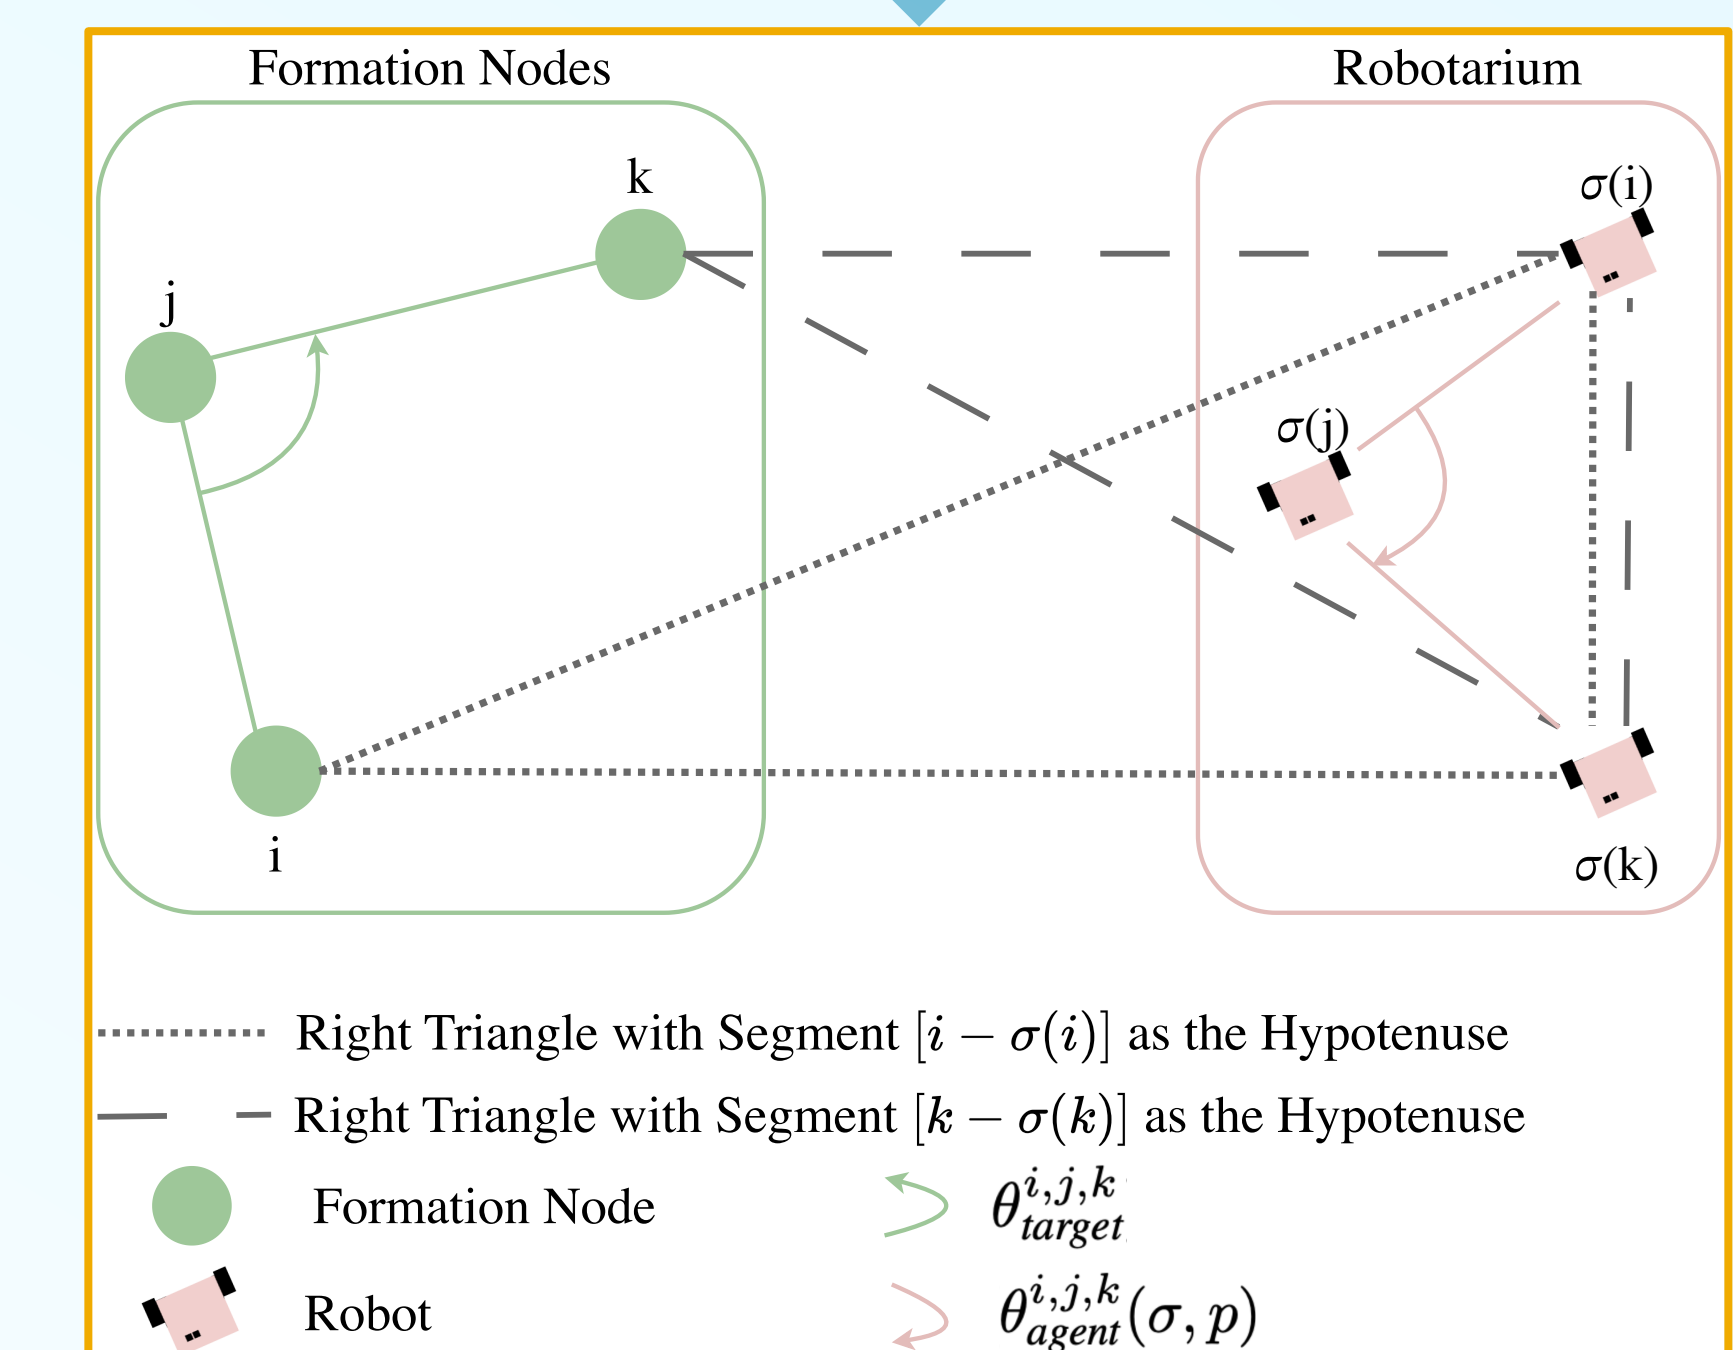 Formation Nodes
Robotarium
k
σ(i)
j
σ(j)
i
σ(k)
Right Triangle with Segment [i − σ(i)] as the Hypotenuse
Right Triangle with Segment [k − σ(k)] as the Hypotenuse
Formation Node
θ^{i,j,k}_{target}
Robot
θ^{i,j,k}_{agent}(σ, p)